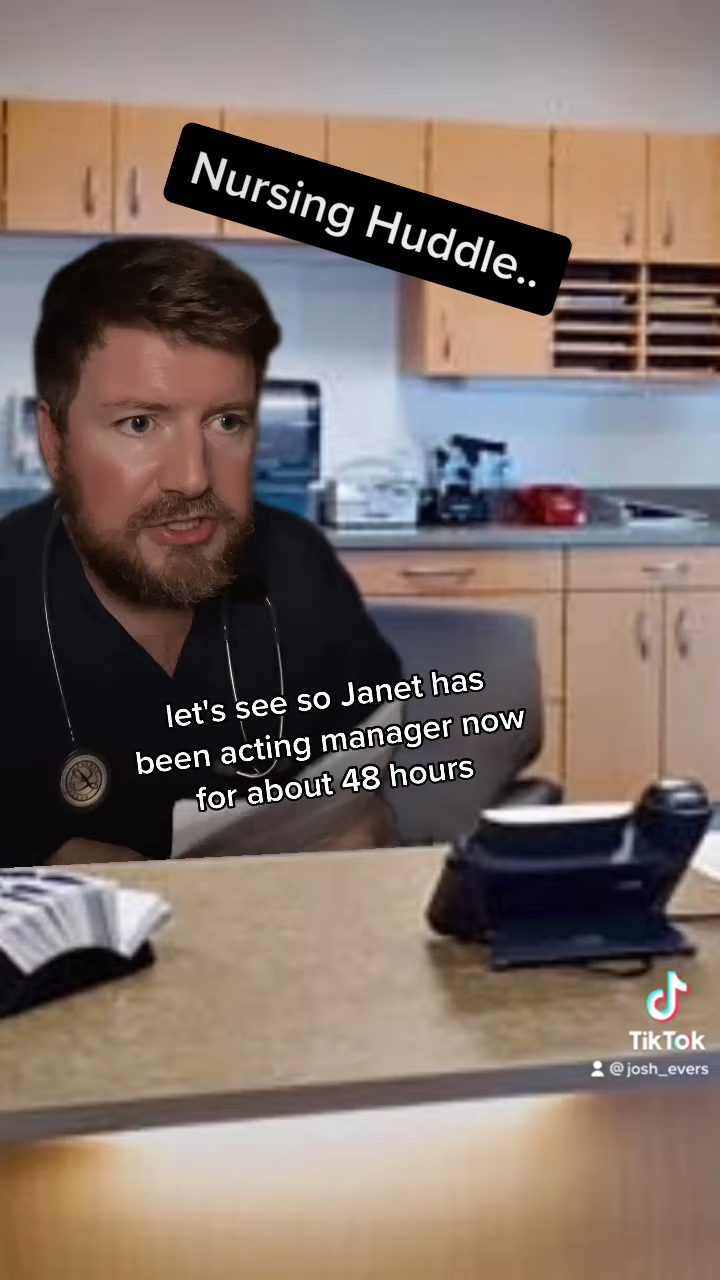 Nursing Huddle..
let's see so Janet has
been acting manager now
for about 48 hours
TikTok
@josh_evers